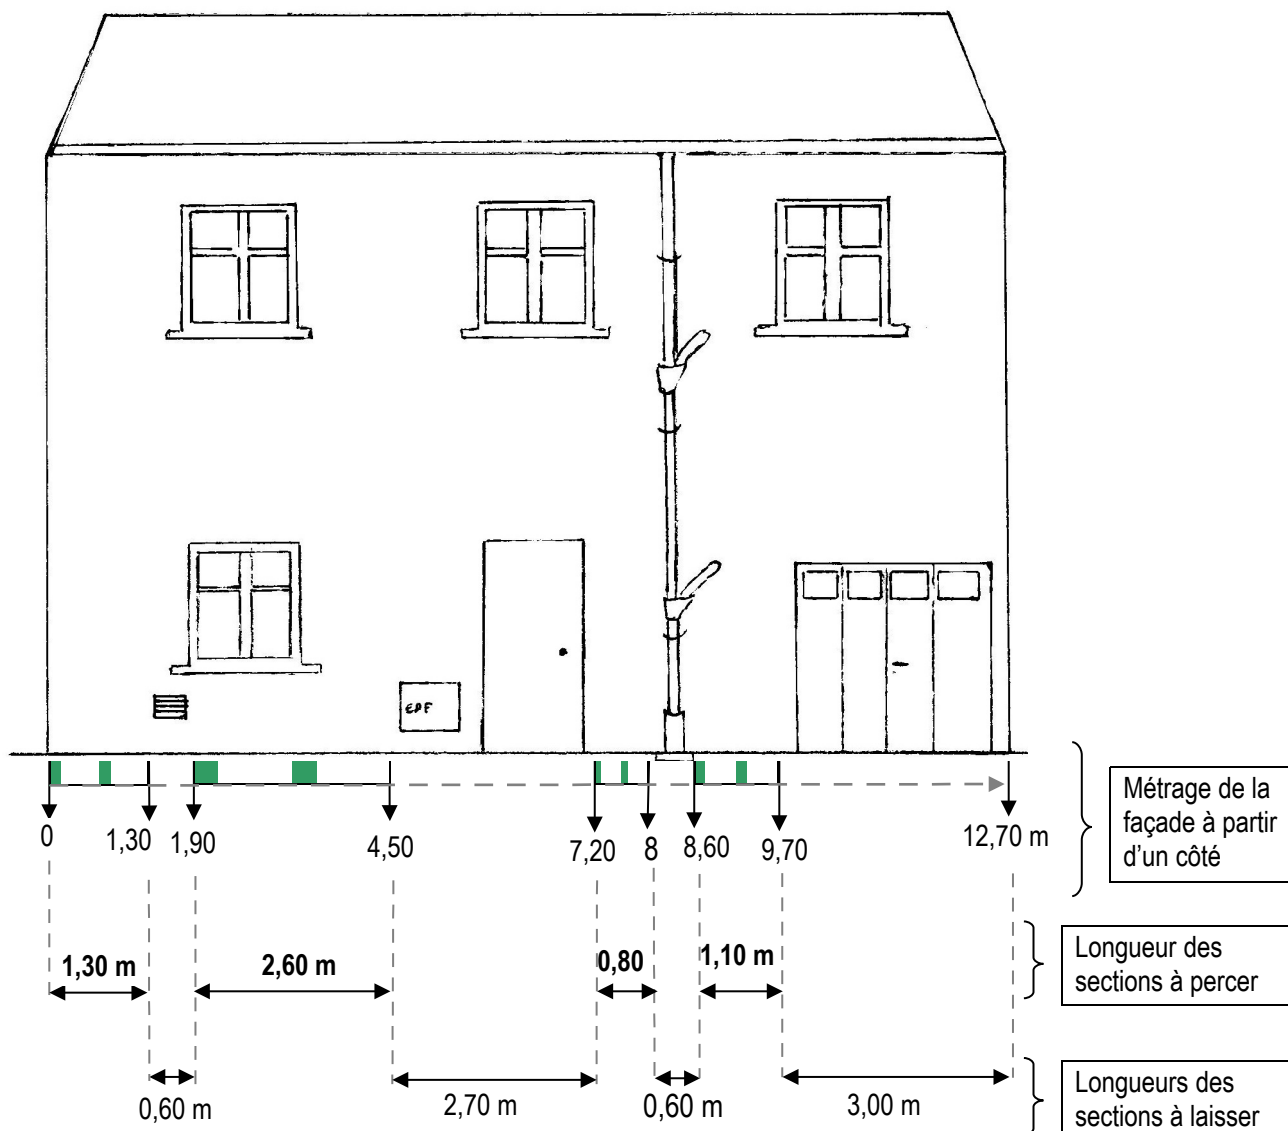 EDF
0
1,30
1,90
4,50
7,20
8
8,60
9,70
12,70 m
Métrage de la
façade à partir
d'un côté
1,30 m
2,60 m
0,80
1,10 m
Longueur des
sections à percer
0,60 m
2,70 m
0,60 m
3,00 m
Longueurs des
sections à laisser